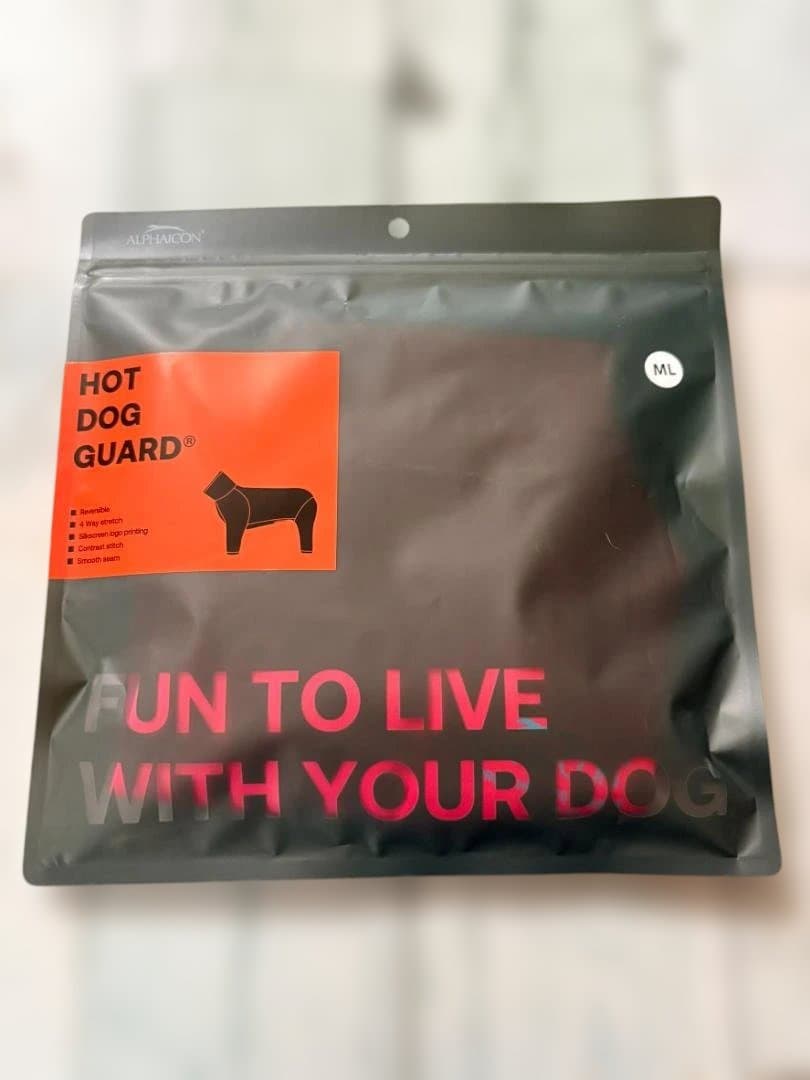 ALPHAICON®
ML
HOT
DOG
GUARD®
Reversible
4 Way stretch
Silkscreen logo printing
Contrast stitch
Smooth seam
FUN TO LIVE
WITH YOUR DOG